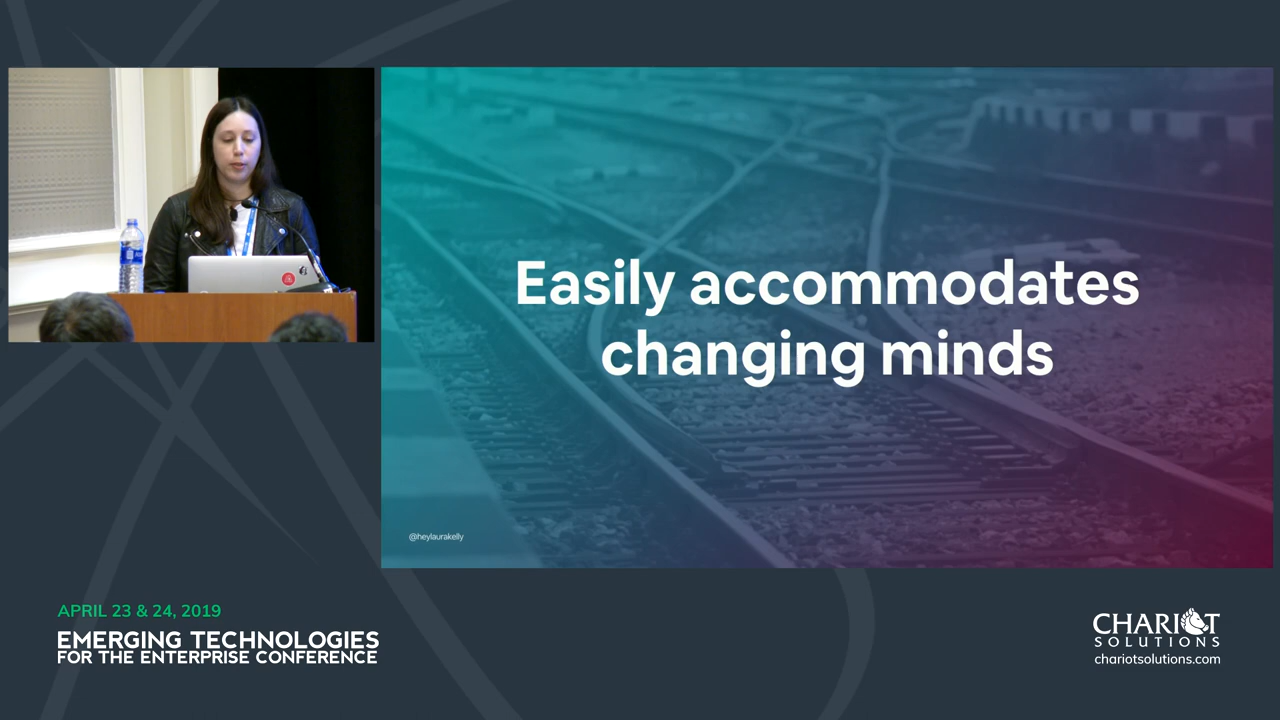 Easily accommodates
changing minds
@heylaurakelly
APRIL 23 & 24, 2019
EMERGING TECHNOLOGIES
FOR THE ENTERPRISE CONFERENCE
CHARIOT
SOLUTIONS
chariotsolutions.com